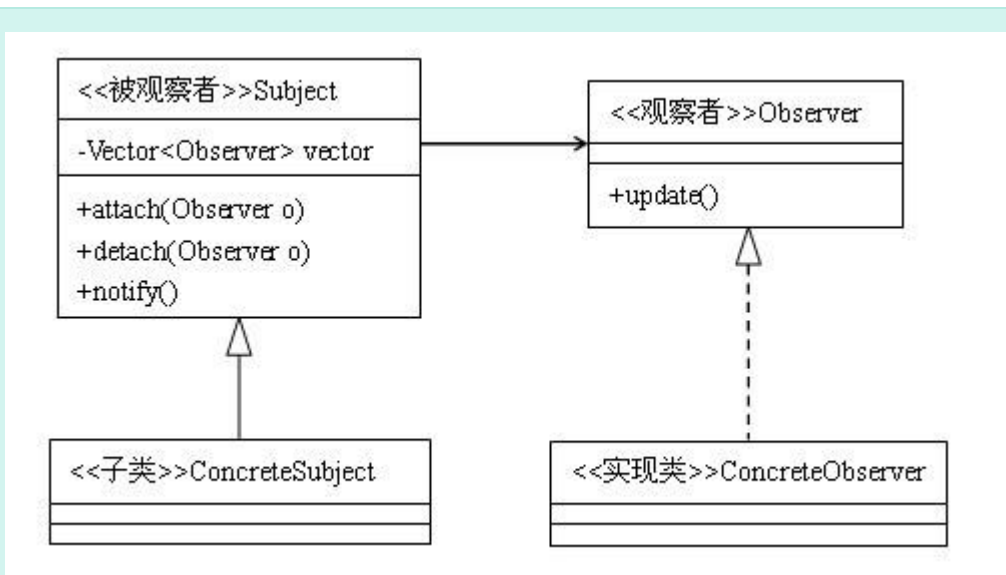 <<被观察者>>Subject
-Vector<Observer> vector
+attach(Observer o)
+detach(Observer o)
+notify()
<<观察者>>Observer
+update()
<<子类>>ConcreteSubject
<<实现类>>ConcreteObserver